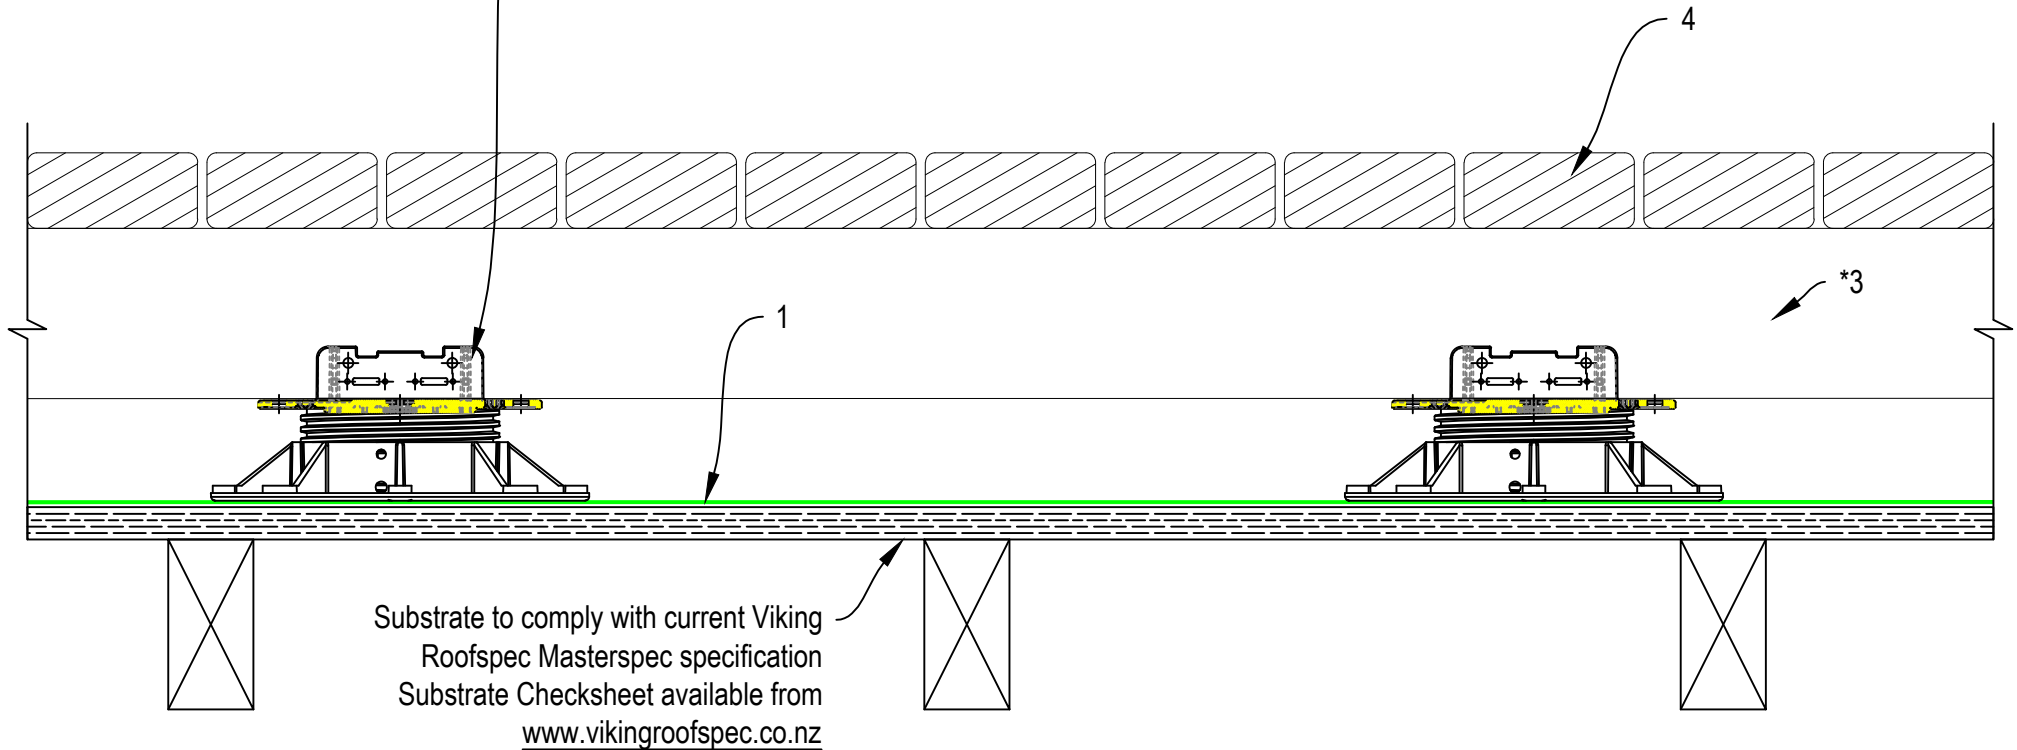 4
*3
1
Substrate to comply with current Viking
Roofspec Masterspec specification
Substrate Checksheet available from
www.vikingroofspec.co.nz